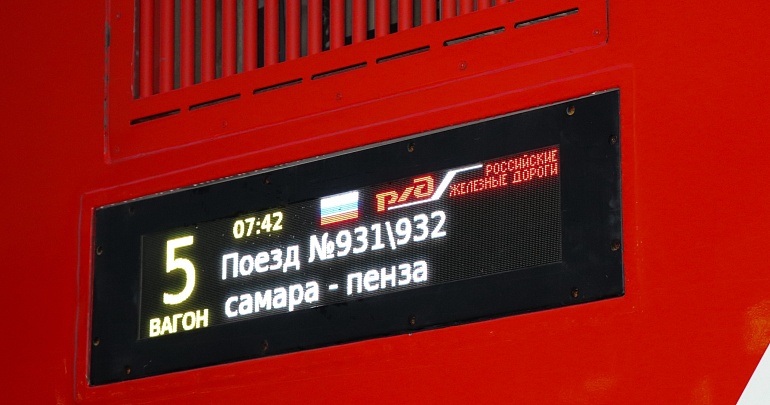 07:42
РЖД РОССИЙСКИЕ
ЖЕЛЕЗНЫЕ ДОРОГИ
5
Поезд №931\932
ВАГОН
самара - пенза